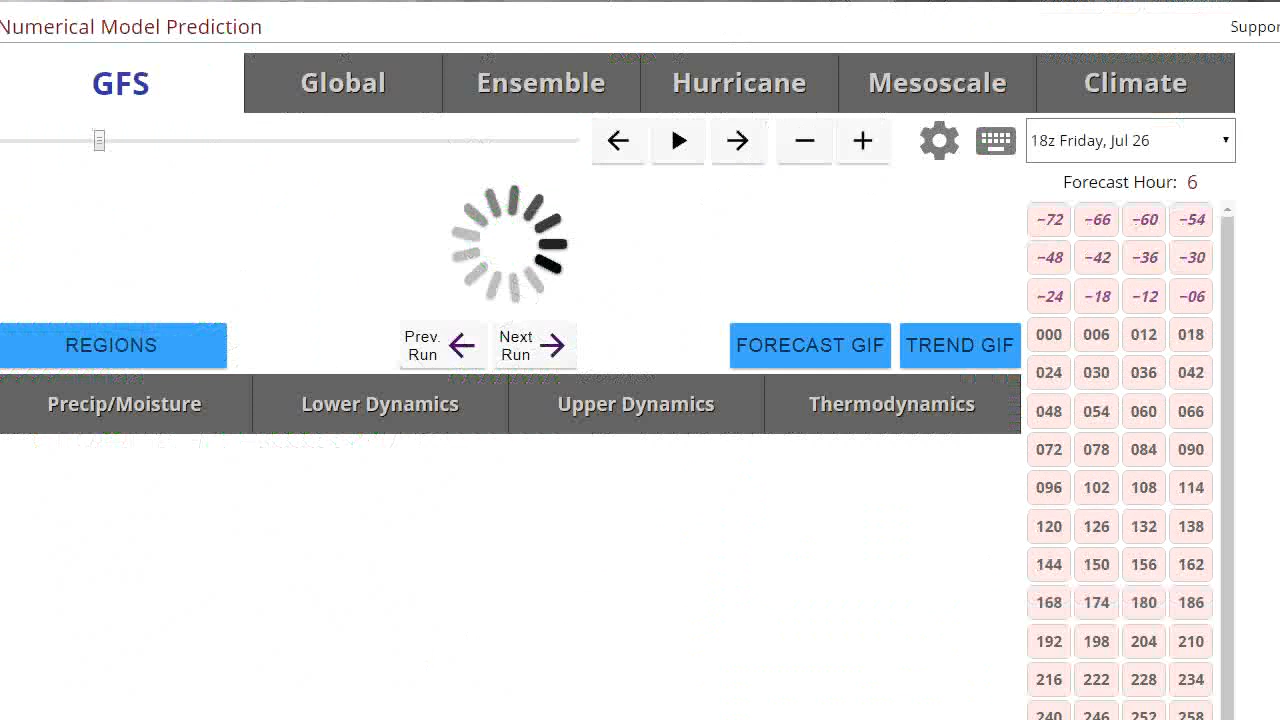 Numerical Model Prediction
Suppor
GFS
Global
Ensemble
Hurricane
Mesoscale
Climate
18z Friday, Jul 26
Forecast Hour: 6
−72 −66 −60 −54
−48 −42 −36 −30
−24 −18 −12 −06
000 006 012 018
024 030 036 042
048 054 060 066
072 078 084 090
096 102 108 114
120 126 132 138
144 150 156 162
168 174 180 186
192 198 204 210
216 222 228 234
240 246 252 258
REGIONS
Prev.
Run
Next
Run
FORECAST GIF
TREND GIF
Precip/Moisture
Lower Dynamics
Upper Dynamics
Thermodynamics